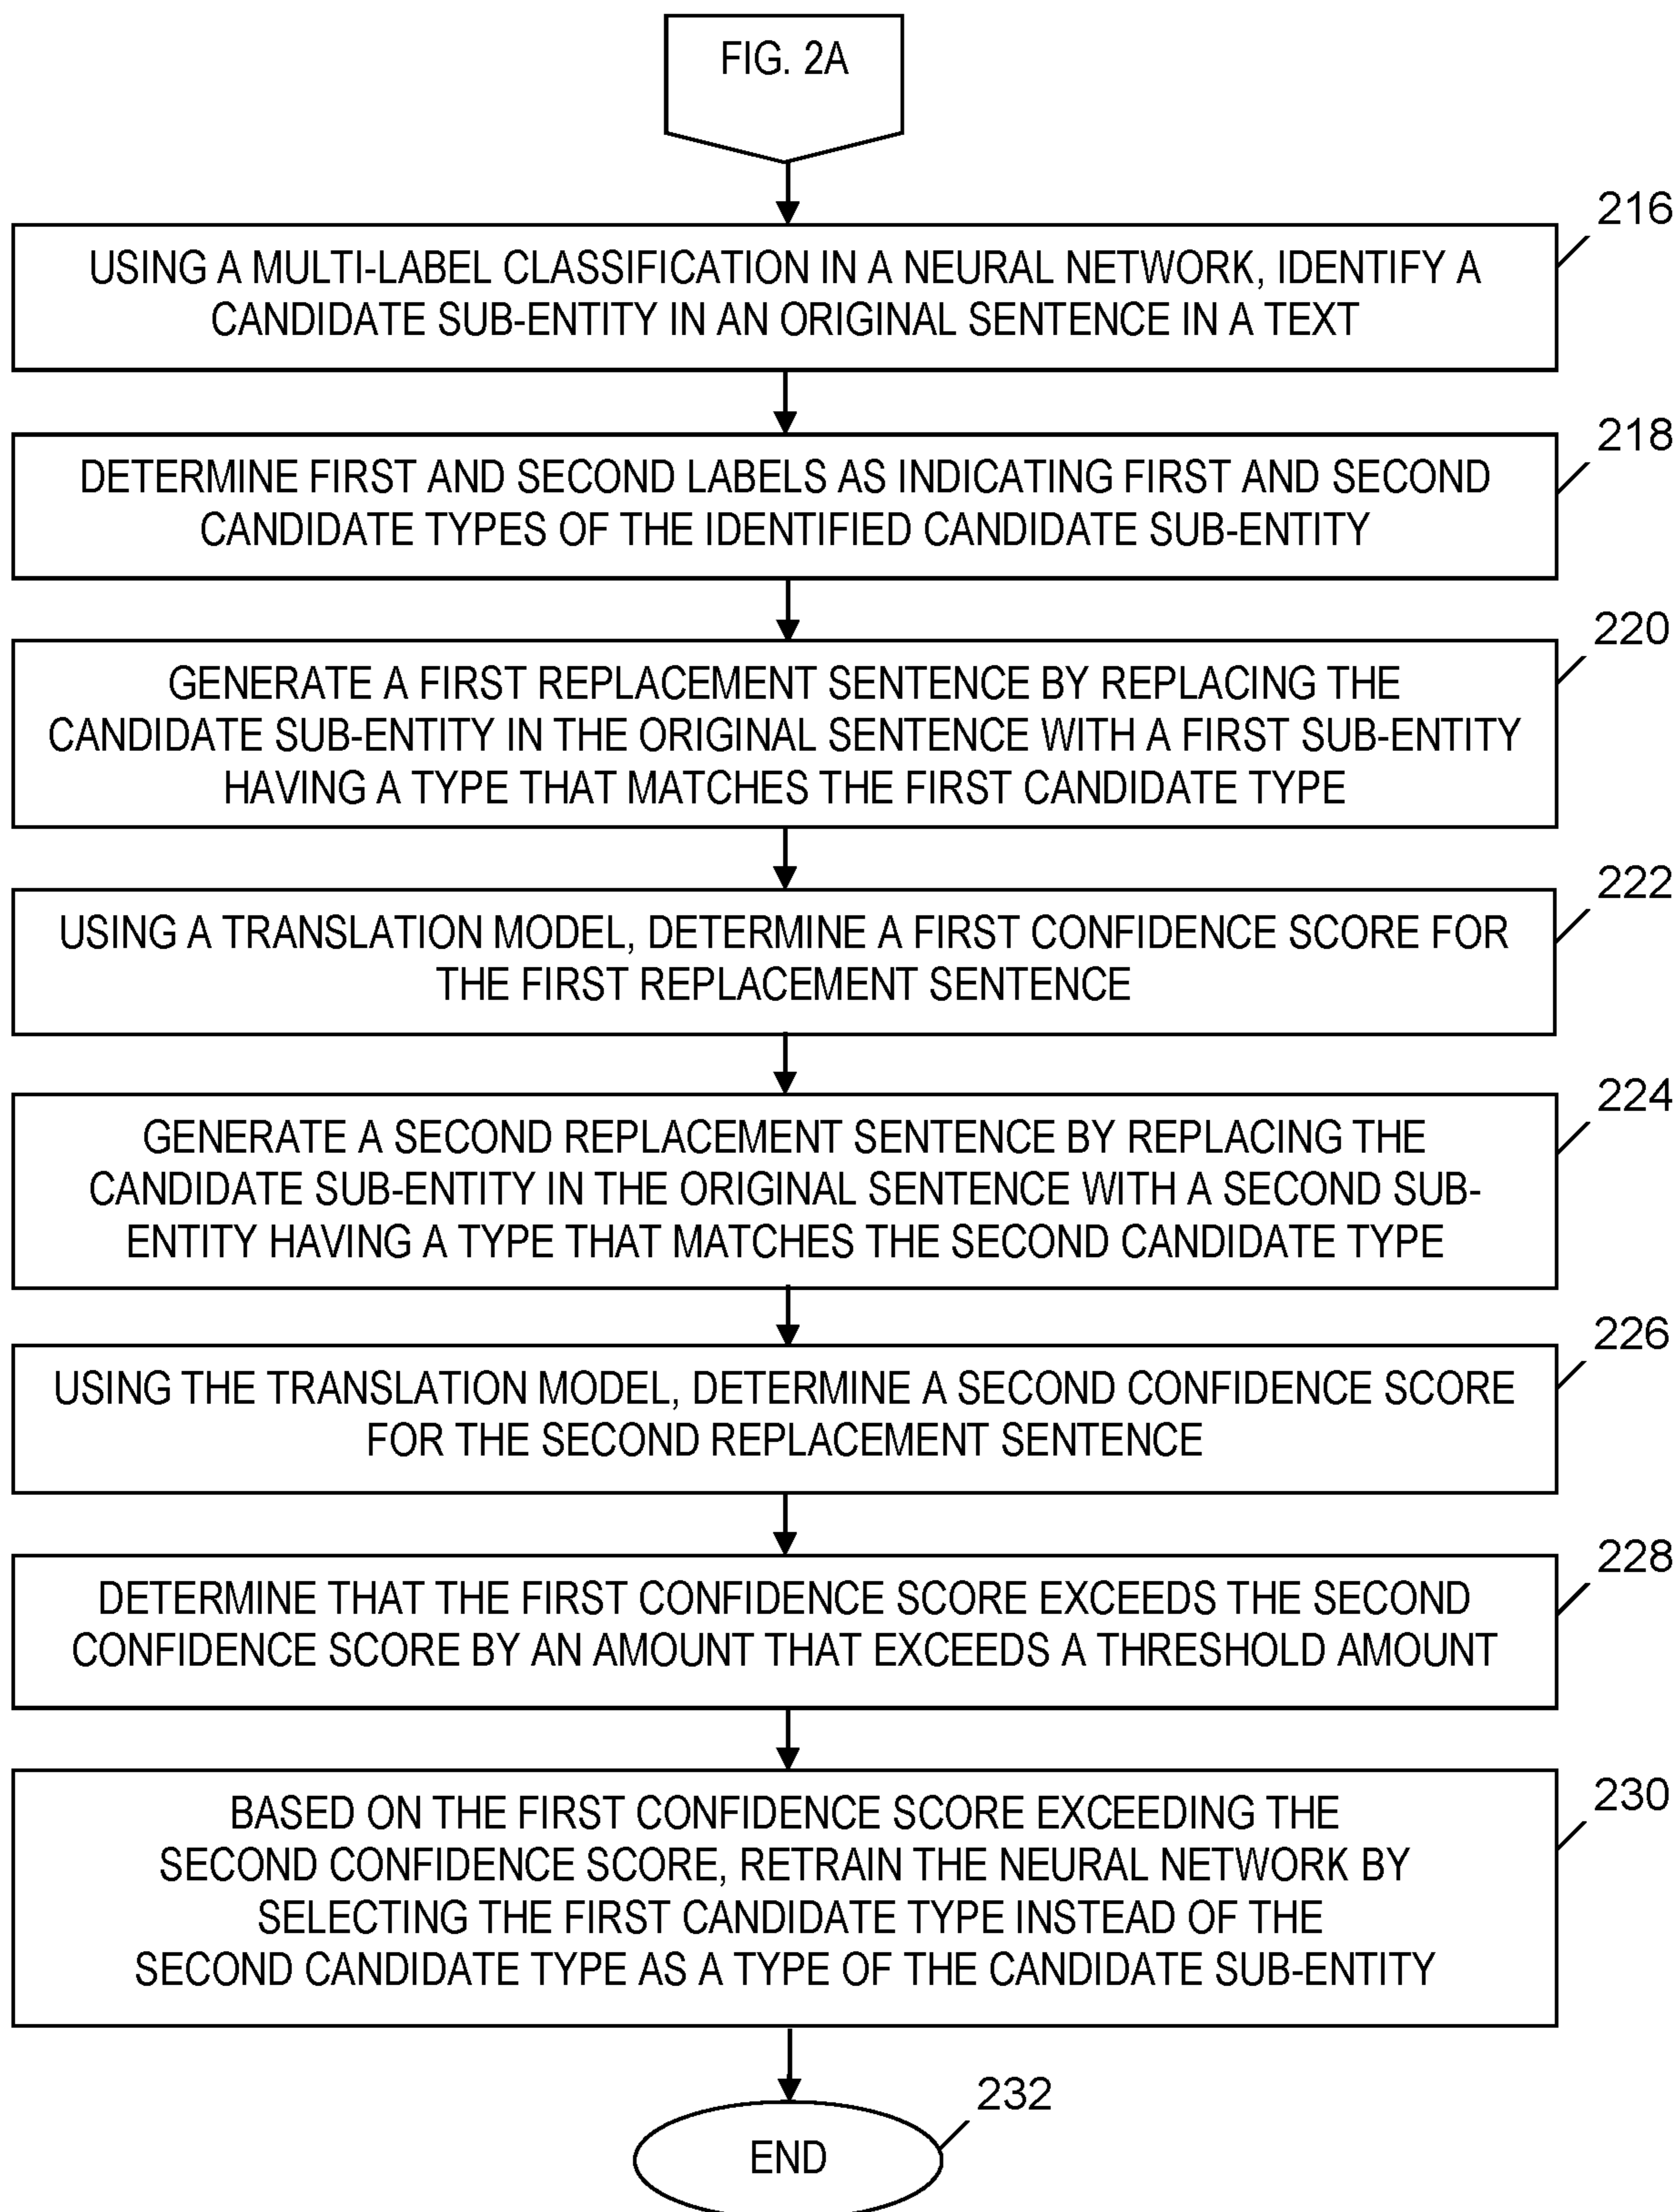 FIG. 2A
216
USING A MULTI-LABEL CLASSIFICATION IN A NEURAL NETWORK, IDENTIFY A
CANDIDATE SUB-ENTITY IN AN ORIGINAL SENTENCE IN A TEXT
218
DETERMINE FIRST AND SECOND LABELS AS INDICATING FIRST AND SECOND
CANDIDATE TYPES OF THE IDENTIFIED CANDIDATE SUB-ENTITY
220
GENERATE A FIRST REPLACEMENT SENTENCE BY REPLACING THE
CANDIDATE SUB-ENTITY IN THE ORIGINAL SENTENCE WITH A FIRST SUB-ENTITY
HAVING A TYPE THAT MATCHES THE FIRST CANDIDATE TYPE
222
USING A TRANSLATION MODEL, DETERMINE A FIRST CONFIDENCE SCORE FOR
THE FIRST REPLACEMENT SENTENCE
224
GENERATE A SECOND REPLACEMENT SENTENCE BY REPLACING THE
CANDIDATE SUB-ENTITY IN THE ORIGINAL SENTENCE WITH A SECOND SUB-
ENTITY HAVING A TYPE THAT MATCHES THE SECOND CANDIDATE TYPE
226
USING THE TRANSLATION MODEL, DETERMINE A SECOND CONFIDENCE SCORE
FOR THE SECOND REPLACEMENT SENTENCE
228
DETERMINE THAT THE FIRST CONFIDENCE SCORE EXCEEDS THE SECOND
CONFIDENCE SCORE BY AN AMOUNT THAT EXCEEDS A THRESHOLD AMOUNT
230
BASED ON THE FIRST CONFIDENCE SCORE EXCEEDING THE
SECOND CONFIDENCE SCORE, RETRAIN THE NEURAL NETWORK BY
SELECTING THE FIRST CANDIDATE TYPE INSTEAD OF THE
SECOND CANDIDATE TYPE AS A TYPE OF THE CANDIDATE SUB-ENTITY
232
END